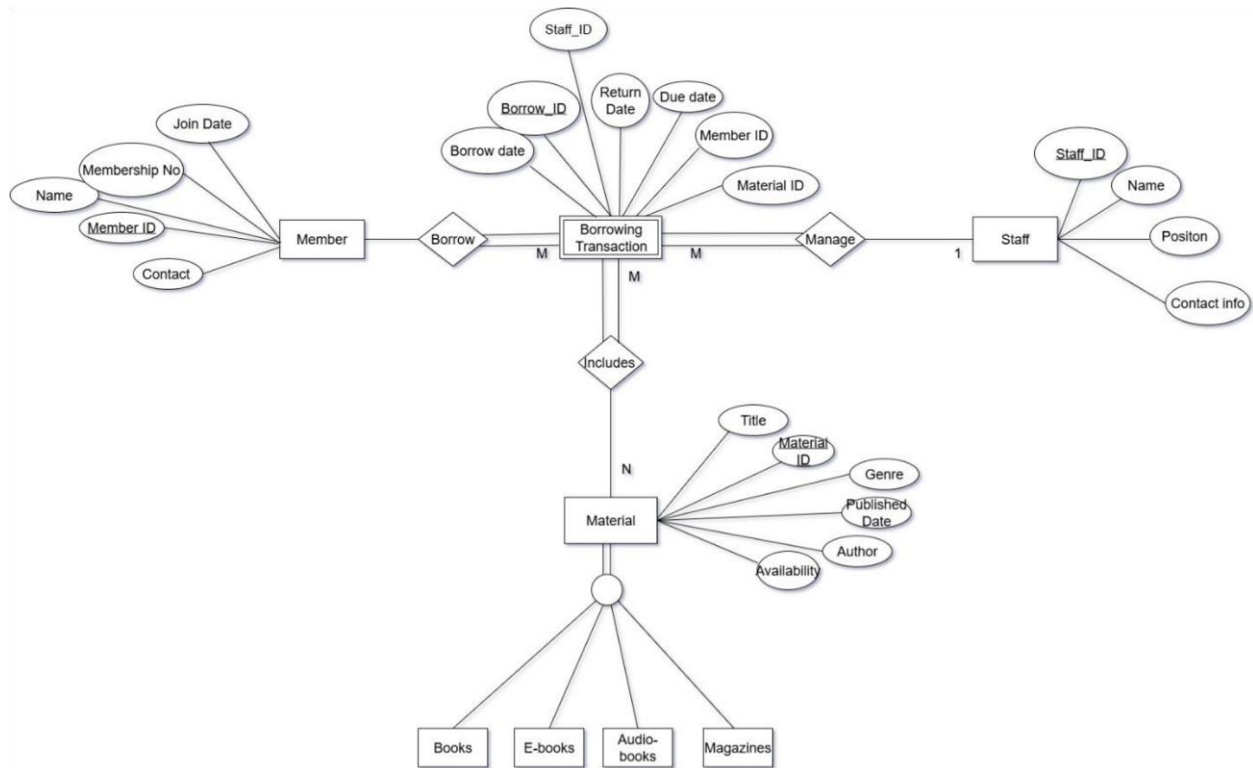 Staff_ID
Return
Date
Due date
Borrow_ID
Join Date
Member ID
Borrow date
Staff_ID
Membership No
Name
Material ID
Name
Member ID
Member
Borrow
Borrowing
Transaction
Manage
Staff
Positon
M
M
1
Contact
M
Contact info
Includes
Title
Material
ID
N
Genre
Published
Date
Material
Author
Availability
Books
E-books
Audio-
books
Magazines